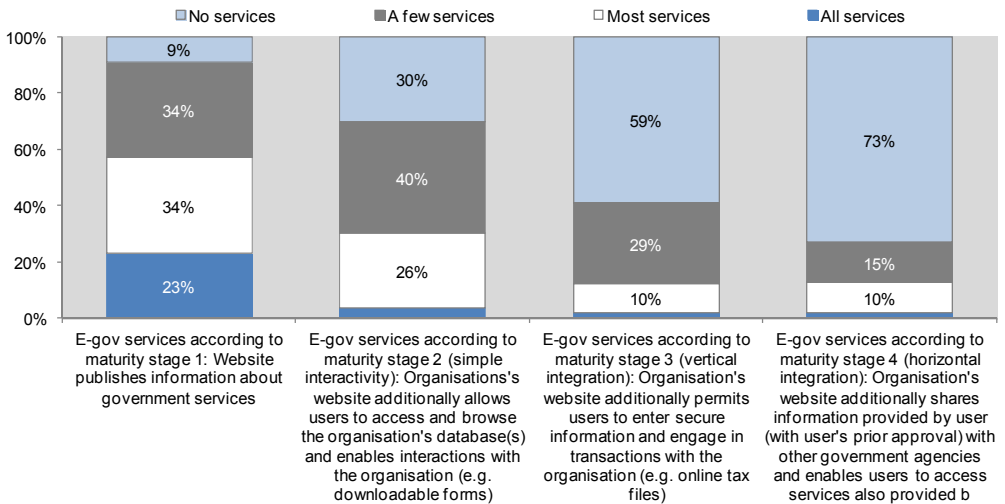 No services A few services Most services All services
100%
80%
60%
40%
20%
0%
9%
34%
34%
23%
30%
40%
26%
59%
29%
10%
73%
15%
10%
E-gov services according to
maturity stage 1: Website
publishes information about
government services
E-gov services according to
maturity stage 2 (simple
interactivity): Organisations's
website additionally allows
users to access and browse
the organisation's database(s)
and enables interactions with
the organisation (e.g.
downloadable forms)
E-gov services according to
maturity stage 3 (vertical
integration): Organisation's
website additionally permits
users to enter secure
information and engage in
transactions with the
organisation (e.g. online tax
files)
E-gov services according to
maturity stage 4 (horizontal
integration): Organisation's
website additionally shares
information provided by user
(with user's prior approval) with
other government agencies
and enables users to access
services also provided b